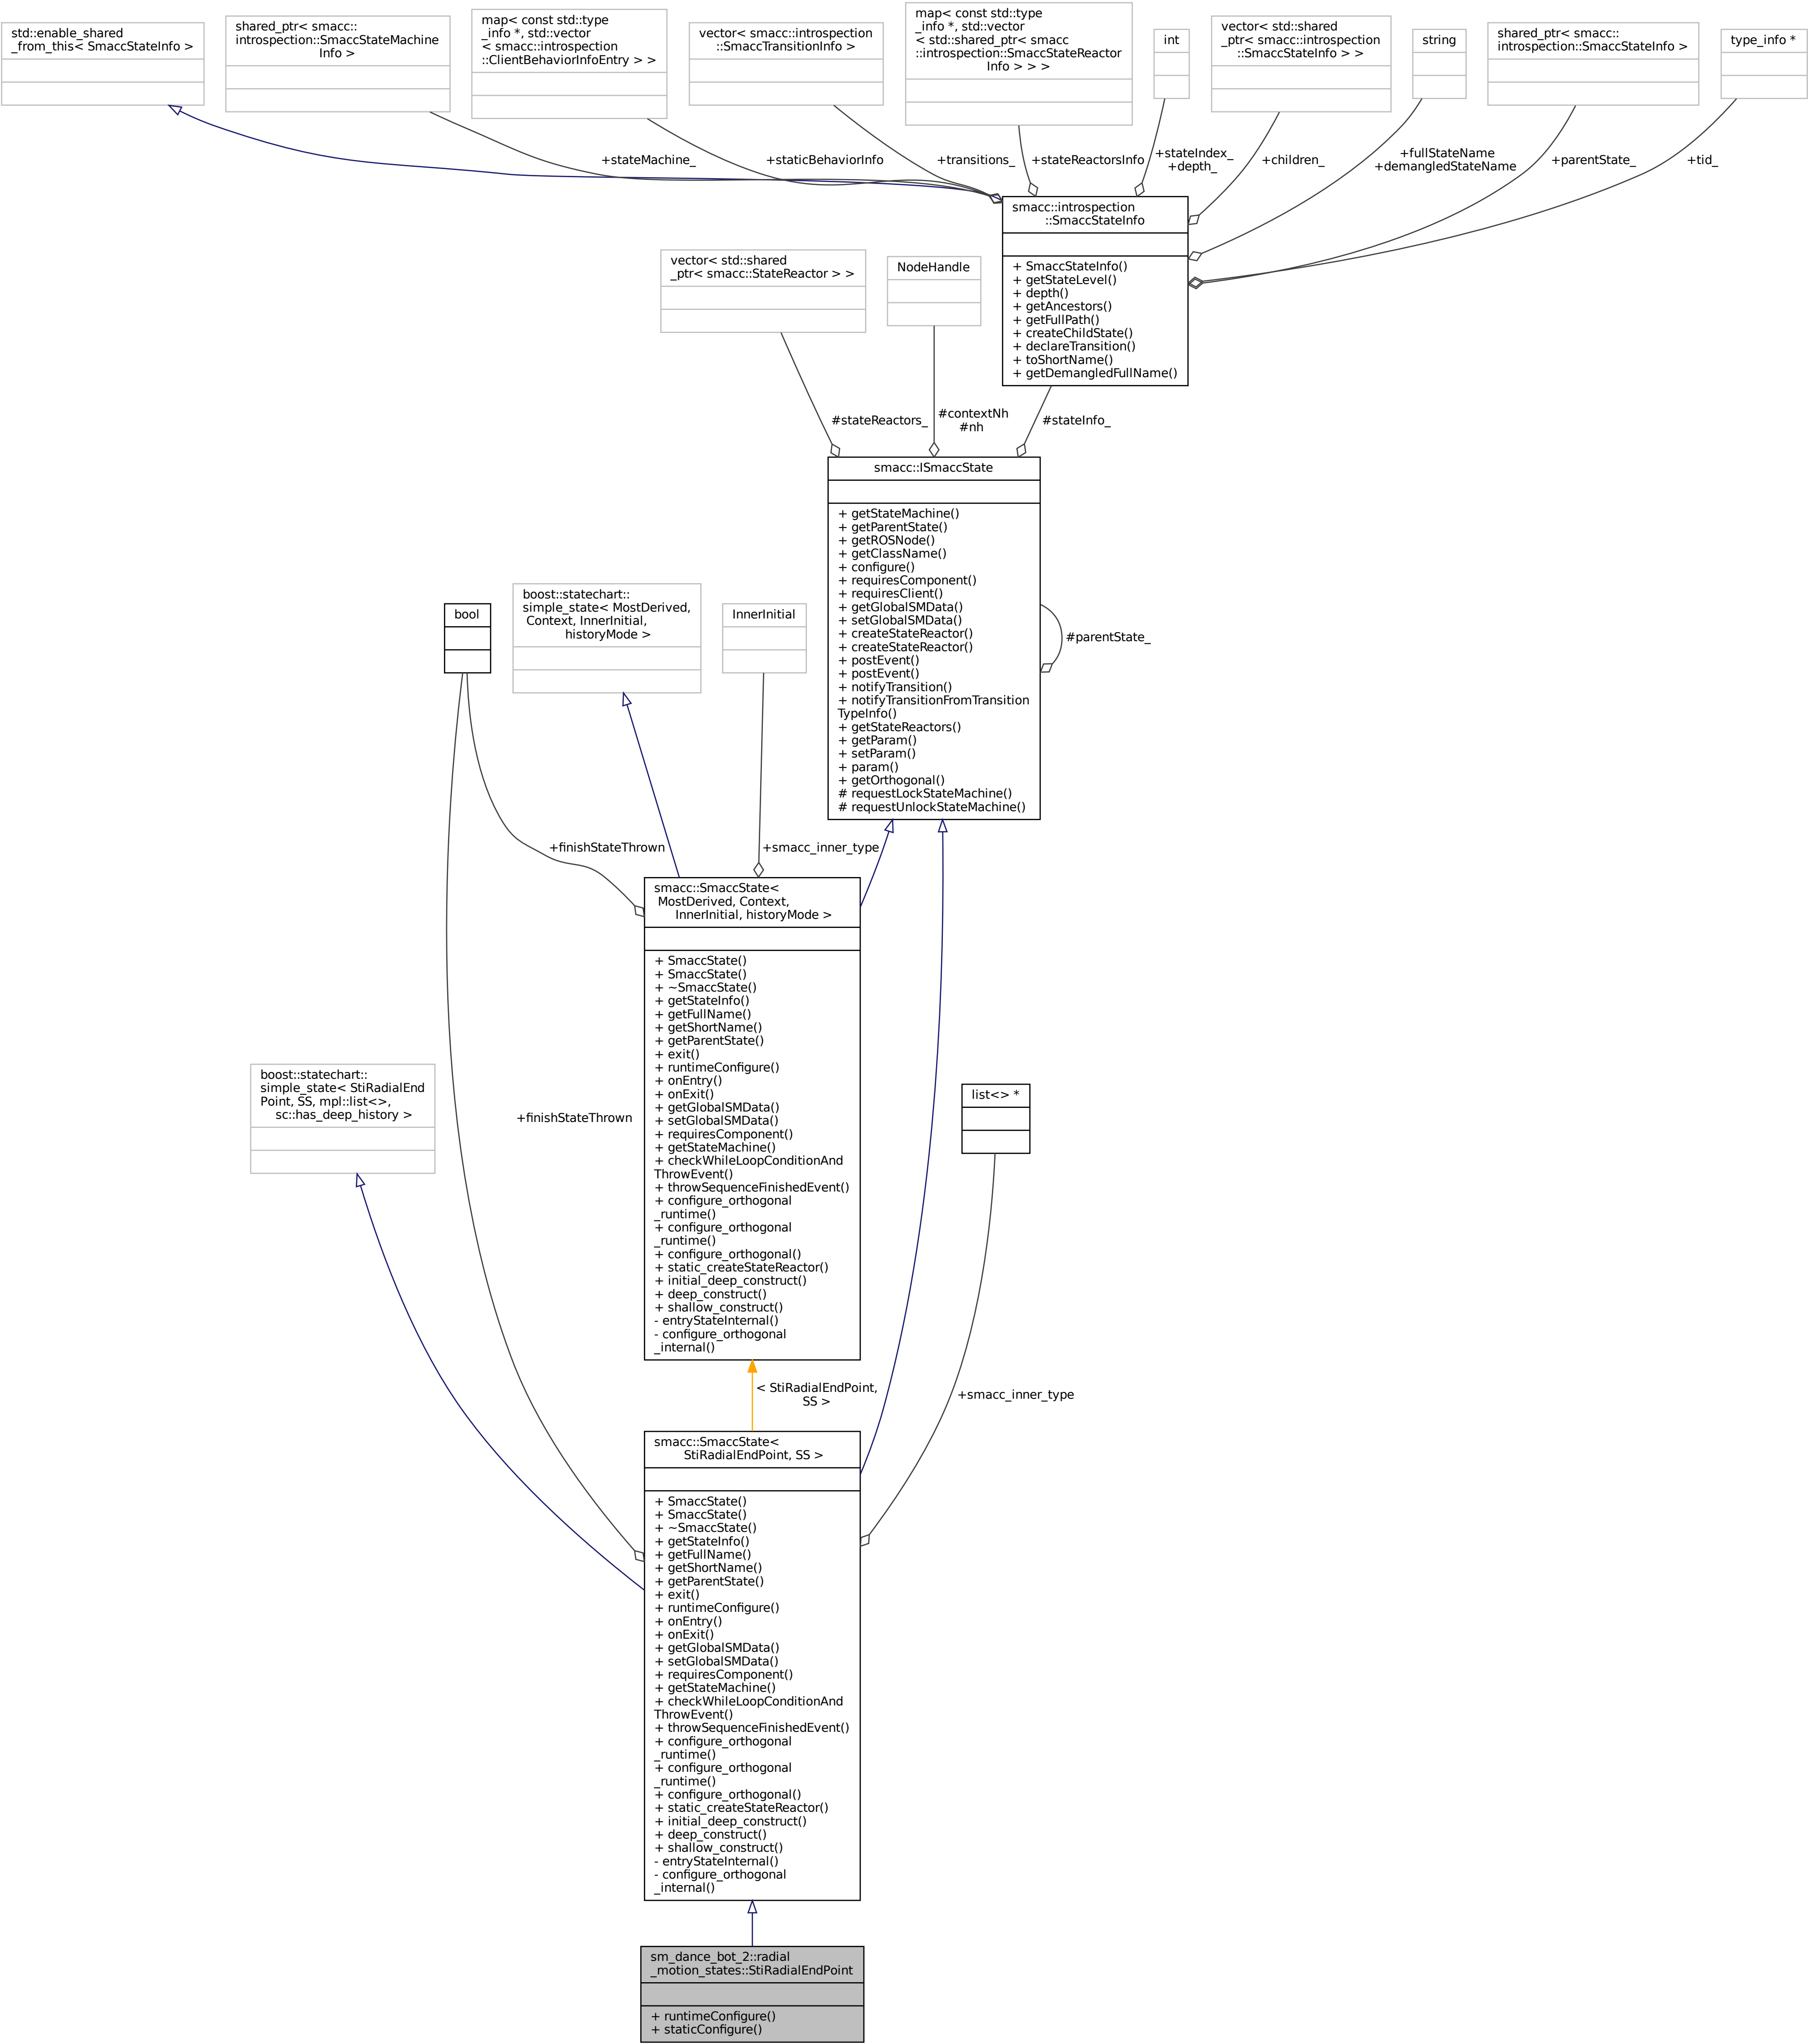 std::enable_shared
_from_this< SmaccStateInfo >
shared_ptr< smacc::
introspection::SmaccStateMachine
Info >
map< const std::type
_info *, std::vector
< smacc::introspection
::ClientBehaviorInfoEntry > >
vector< smacc::introspection
::SmaccTransitionInfo >
map< const std::type
_info *, std::vector
< std::shared_ptr< smacc
::introspection::SmaccStateReactor
Info > > >
int
vector< std::shared
_ptr< smacc::introspection
::SmaccStateInfo > >
string
shared_ptr< smacc::
introspection::SmaccStateInfo >
type_info *
+stateMachine_
+staticBehaviorInfo
+transitions_
+stateReactorsInfo
+stateIndex_
+depth_
+children_
+fullStateName
+demangledStateName
+parentState_
+tid_
smacc::introspection
::SmaccStateInfo
+ SmaccStateInfo()
+ getStateLevel()
+ depth()
+ getAncestors()
+ getFullPath()
+ createChildState()
+ declareTransition()
+ toShortName()
+ getDemangledFullName()
vector< std::shared
_ptr< smacc::StateReactor > >
NodeHandle
#stateReactors_
#contextNh
#nh
#stateInfo_
smacc::ISmaccState
+ getStateMachine()
+ getParentState()
+ getROSNode()
+ getClassName()
+ configure()
+ requiresComponent()
+ requiresClient()
+ getGlobalSMData()
+ setGlobalSMData()
+ createStateReactor()
+ createStateReactor()
+ postEvent()
+ postEvent()
+ notifyTransition()
+ notifyTransitionFromTransition
TypeInfo()
+ getStateReactors()
+ getParam()
+ setParam()
+ param()
+ getOrthogonal()
# requestLockStateMachine()
# requestUnlockStateMachine()
#parentState_
bool
boost::statechart::
simple_state< MostDerived,
Context, InnerInitial,
historyMode >
InnerInitial
+finishStateThrown
+smacc_inner_type
smacc::SmaccState<
MostDerived, Context,
InnerInitial, historyMode >
+ SmaccState()
+ SmaccState()
+ ~SmaccState()
+ getStateInfo()
+ getFullName()
+ getShortName()
+ getParentState()
+ exit()
+ runtimeConfigure()
+ onEntry()
+ onExit()
+ getGlobalSMData()
+ setGlobalSMData()
+ requiresComponent()
+ getStateMachine()
+ checkWhileLoopConditionAnd
ThrowEvent()
+ throwSequenceFinishedEvent()
+ configure_orthogonal
_runtime()
+ configure_orthogonal
_runtime()
+ configure_orthogonal()
+ static_createStateReactor()
+ initial_deep_construct()
+ deep_construct()
+ shallow_construct()
- entryStateInternal()
- configure_orthogonal
_internal()
boost::statechart::
simple_state< StiRadialEnd
Point, SS, mpl::list<>,
sc::has_deep_history >
+finishStateThrown
list<> *
< StiRadialEndPoint,
SS >
+smacc_inner_type
smacc::SmaccState<
StiRadialEndPoint, SS >
+ SmaccState()
+ SmaccState()
+ ~SmaccState()
+ getStateInfo()
+ getFullName()
+ getShortName()
+ getParentState()
+ exit()
+ runtimeConfigure()
+ onEntry()
+ onExit()
+ getGlobalSMData()
+ setGlobalSMData()
+ requiresComponent()
+ getStateMachine()
+ checkWhileLoopConditionAnd
ThrowEvent()
+ throwSequenceFinishedEvent()
+ configure_orthogonal
_runtime()
+ configure_orthogonal
_runtime()
+ configure_orthogonal()
+ static_createStateReactor()
+ initial_deep_construct()
+ deep_construct()
+ shallow_construct()
- entryStateInternal()
- configure_orthogonal
_internal()
sm_dance_bot_2::radial
_motion_states::StiRadialEndPoint
+ runtimeConfigure()
+ staticConfigure()